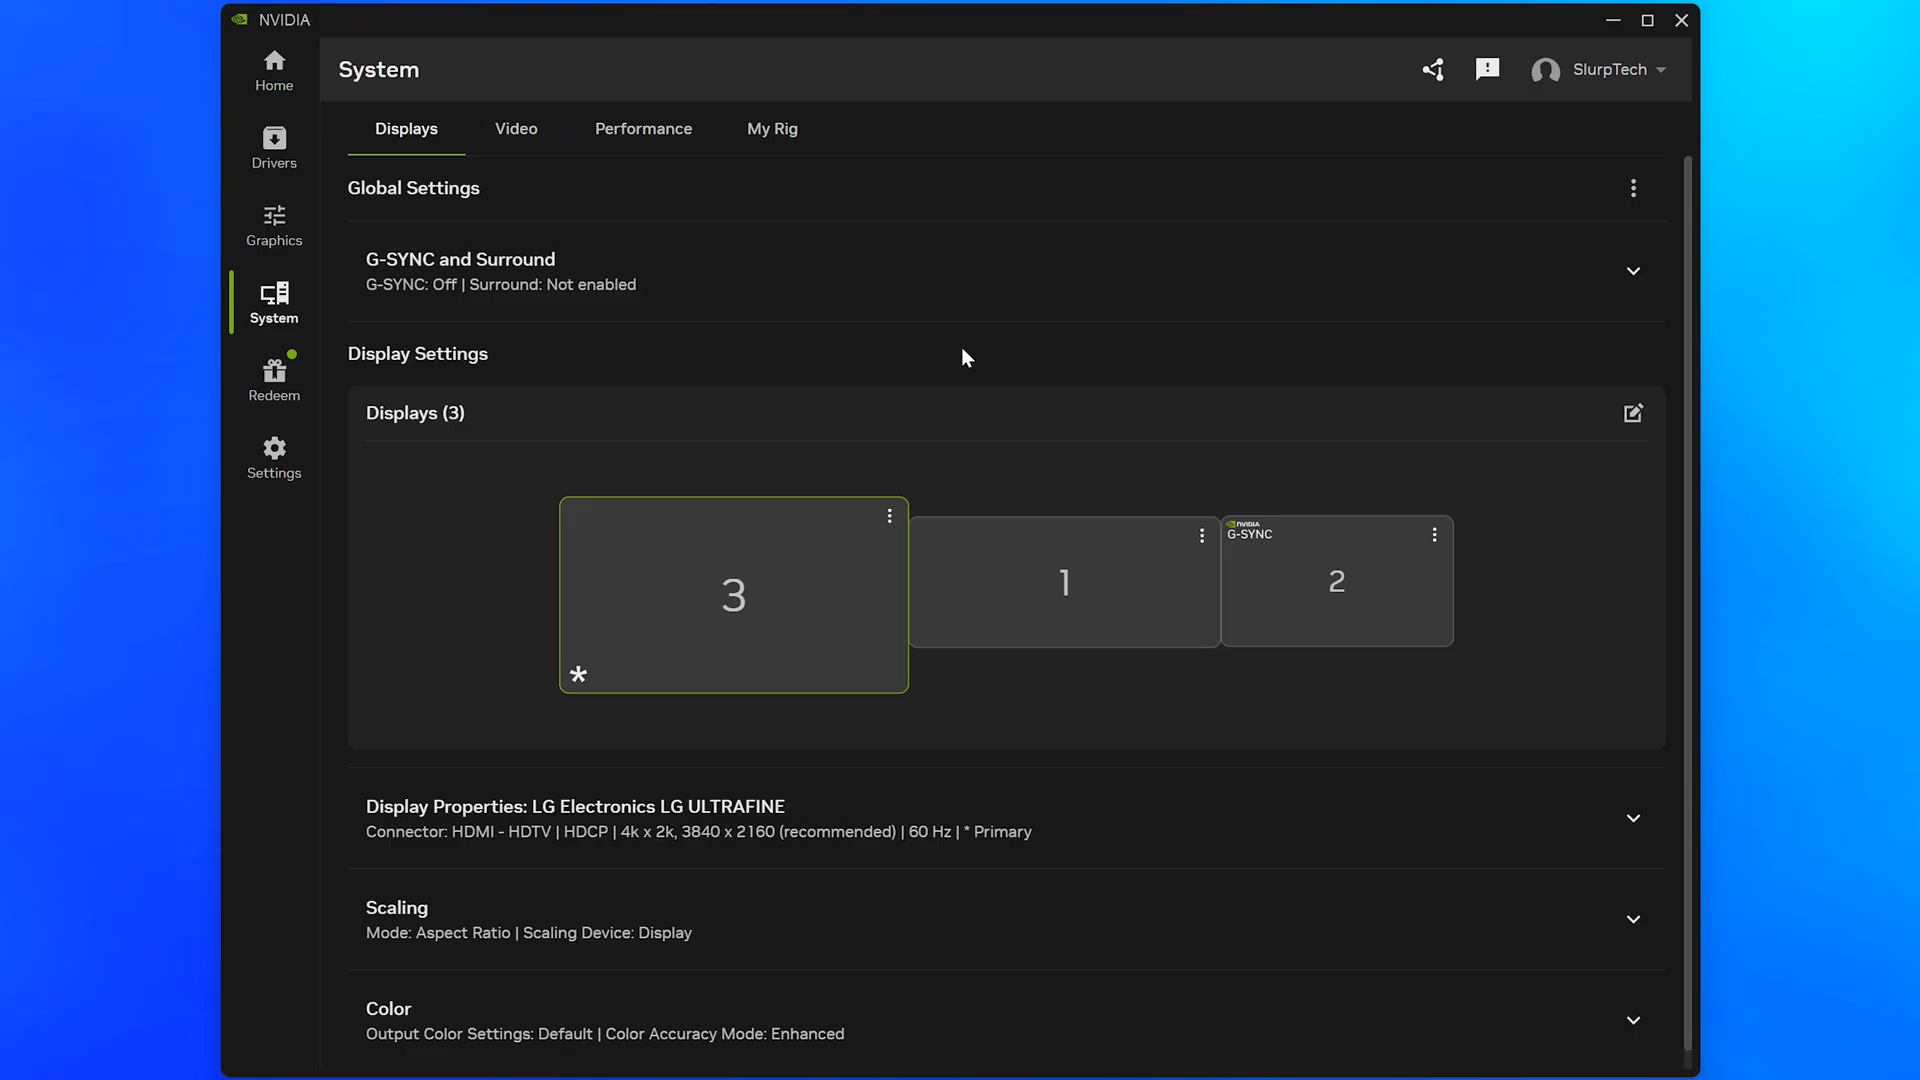 NVIDIA
Home
Drivers
Graphics
System
Redeem
Settings
System
SlurpTech
Displays
Video
Performance
My Rig
Global Settings
G-SYNC and Surround
G-SYNC: Off | Surround: Not enabled
Display Settings
Displays (3)
3
*
1
NVIDIA
G-SYNC
2
Display Properties: LG Electronics LG ULTRAFINE
Connector: HDMI - HDTV | HDCP | 4k x 2k, 3840 x 2160 (recommended) | 60 Hz | * Primary
Scaling
Mode: Aspect Ratio | Scaling Device: Display
Color
Output Color Settings: Default | Color Accuracy Mode: Enhanced